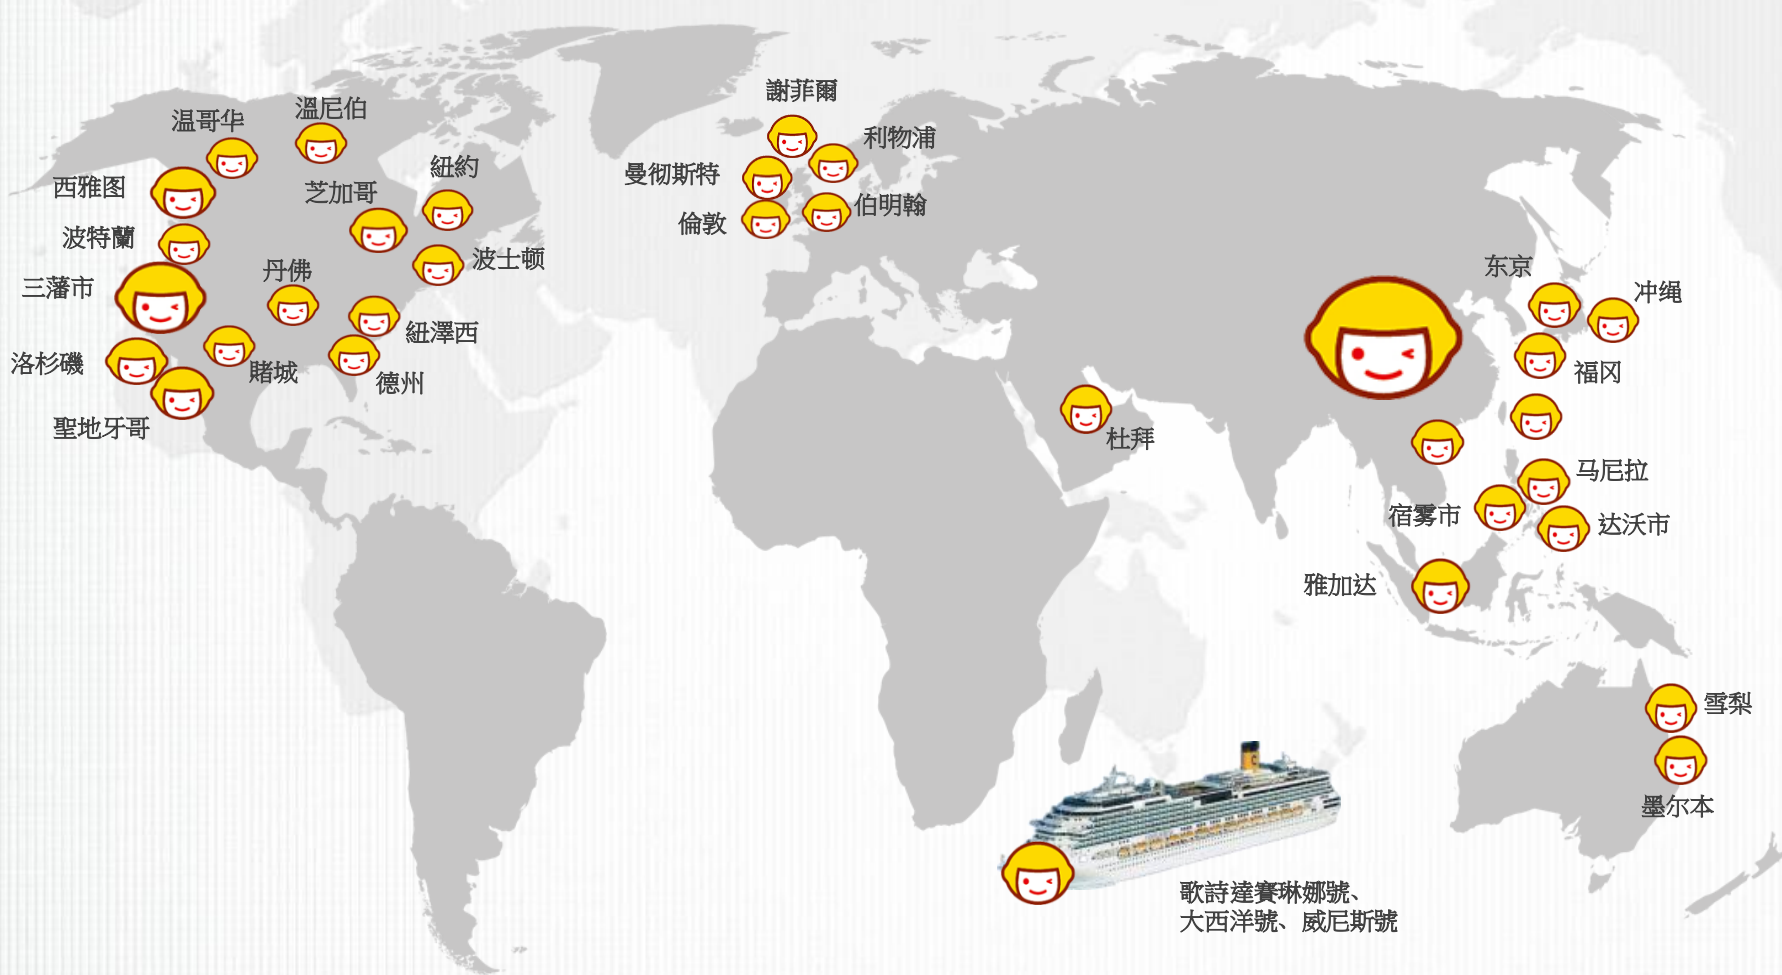 謝菲爾
溫尼伯
温哥华
利物浦
紐約
曼彻斯特
西雅图
芝加哥
伯明翰
倫敦
波特蘭
波士顿
东京
丹佛
三藩市
冲绳
紐澤西
洛杉磯
賭城
福冈
德州
聖地牙哥
杜拜
马尼拉
宿雾市
达沃市
雅加达
雪梨
墨尔本
歌詩達賽琳娜號、
大西洋號、威尼斯號
C